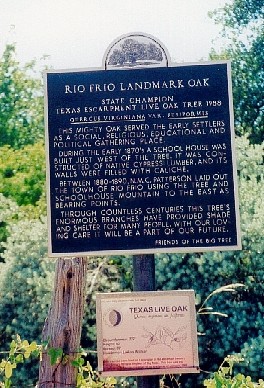 RIO FRIO LANDMARK OAK
STATE CHAMPION
TEXAS ESCARPMENT LIVE OAK TREE 1988
QUERCUS VIRGINIANA VAR. FUSIFORMIS
THIS MIGHTY OAK SERVED THE EARLY SETTLERS
AS A SOCIAL, RELIGIOUS, EDUCATIONAL AND
POLITICAL GATHERING PLACE.
DURING THE EARLY 1870'S A SCHOOL HOUSE WAS
BUILT JUST WEST OF THE TREE. IT WAS CON-
STRUCTED OF NATIVE CYPRESS LUMBER, AND ITS
WALLS WERE FILLED WITH CALICHE.
BETWEEN 1880-1890, N.M.C. PATTERSON LAID OUT
THE TOWN OF RIO FRIO USING THE TREE AND
SCHOOLHOUSE MOUNTAIN TO THE EAST AS
BEARING POINTS.
THROUGH COUNTLESS CENTURIES THIS TREE'S
ENORMOUS BRANCHES HAVE PROVIDED SHADE
AND SHELTER FOR MANY PEOPLE. WITH OUR LOV-
ING CARE IT WILL BE A PART OF OUR FUTURE.
FRIENDS OF THE BIG TREE
TEXAS LIVE OAK